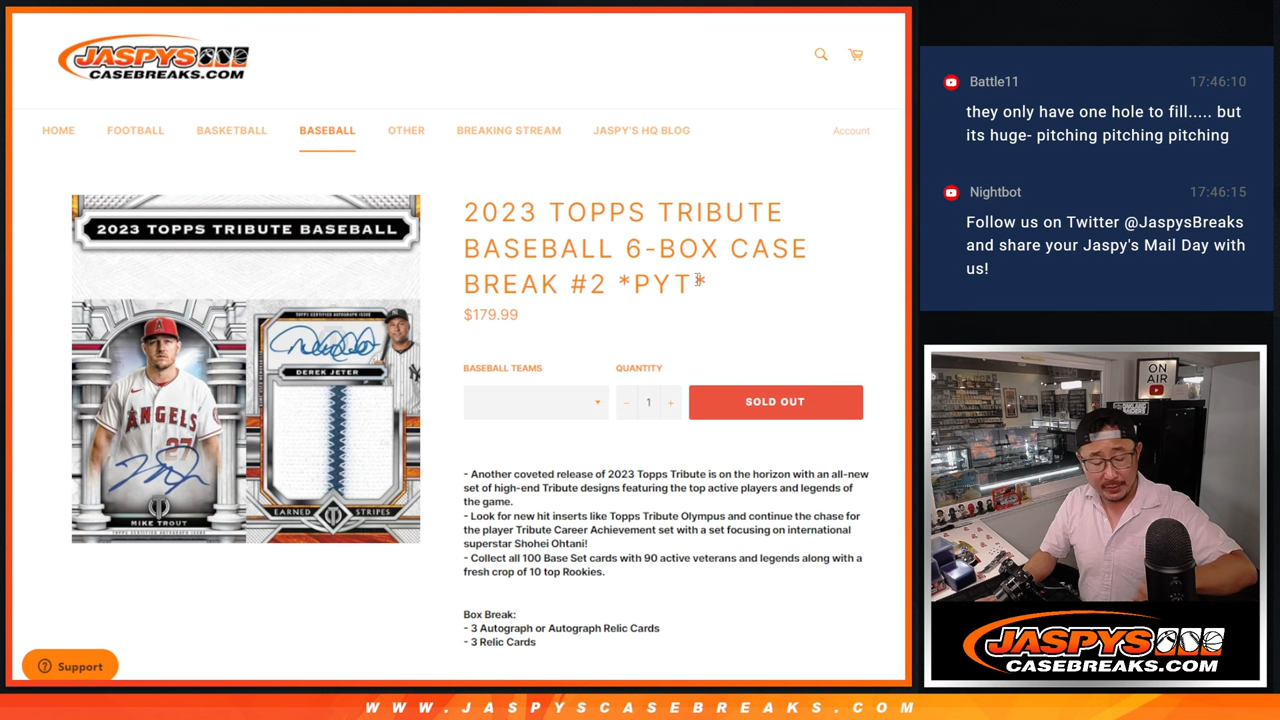 JASPYS
CASEBREAKS.COM
HOME FOOTBALL BASKETBALL BASEBALL OTHER BREAKING STREAM JASPY'S HQ BLOG Account
2023 TOPPS TRIBUTE BASEBALL
TOPPS CERTIFIED AUTOGRAPH ISSUE
DEREK JETER
ANGELS
27
MIKE TROUT
EARNED STRIPES
2023 TOPPS TRIBUTE
BASEBALL 6-BOX CASE
BREAK #2 *PYT*
$179.99
BASEBALL TEAMS QUANTITY
− 1 + SOLD OUT
- Another coveted release of 2023 Topps Tribute is on the horizon with an all-new
set of high-end Tribute designs featuring the top active players and legends of
the game.
- Look for new hit inserts like Topps Tribute Olympus and continue the chase for
the player Tribute Career Achievement set with a set focusing on international
superstar Shohei Ohtani!
- Collect all 100 Base Set cards with 90 active veterans and legends along with a
fresh crop of 10 top Rookies.
Box Break:
- 3 Autograph or Autograph Relic Cards
- 3 Relic Cards
Support
Battle11 17:46:10
they only have one hole to fill..... but
its huge- pitching pitching pitching
Nightbot 17:46:15
Follow us on Twitter @JaspysBreaks
and share your Jaspy's Mail Day with
us!
ON
AIR
JASPYS
CASEBREAKS.COM
WWW.JASPYSCASEBREAKS.COM